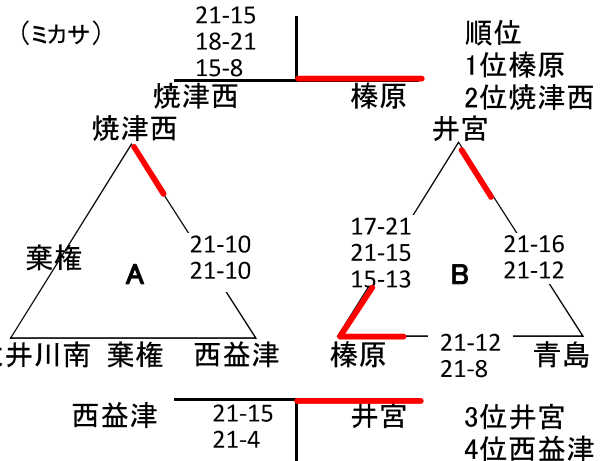 （ミカサ）
21-15
18-21
15-8
焼津西
榛原
順位
1位榛原
2位焼津西
焼津西
棄権
A
21-10
21-10
井川南
棄権
西益津
井宮
17-21
21-15
15-13
B
21-16
21-12
榛原
21-12
21-8
青島
西益津
21-15
21-4
井宮
3位井宮
4位西益津